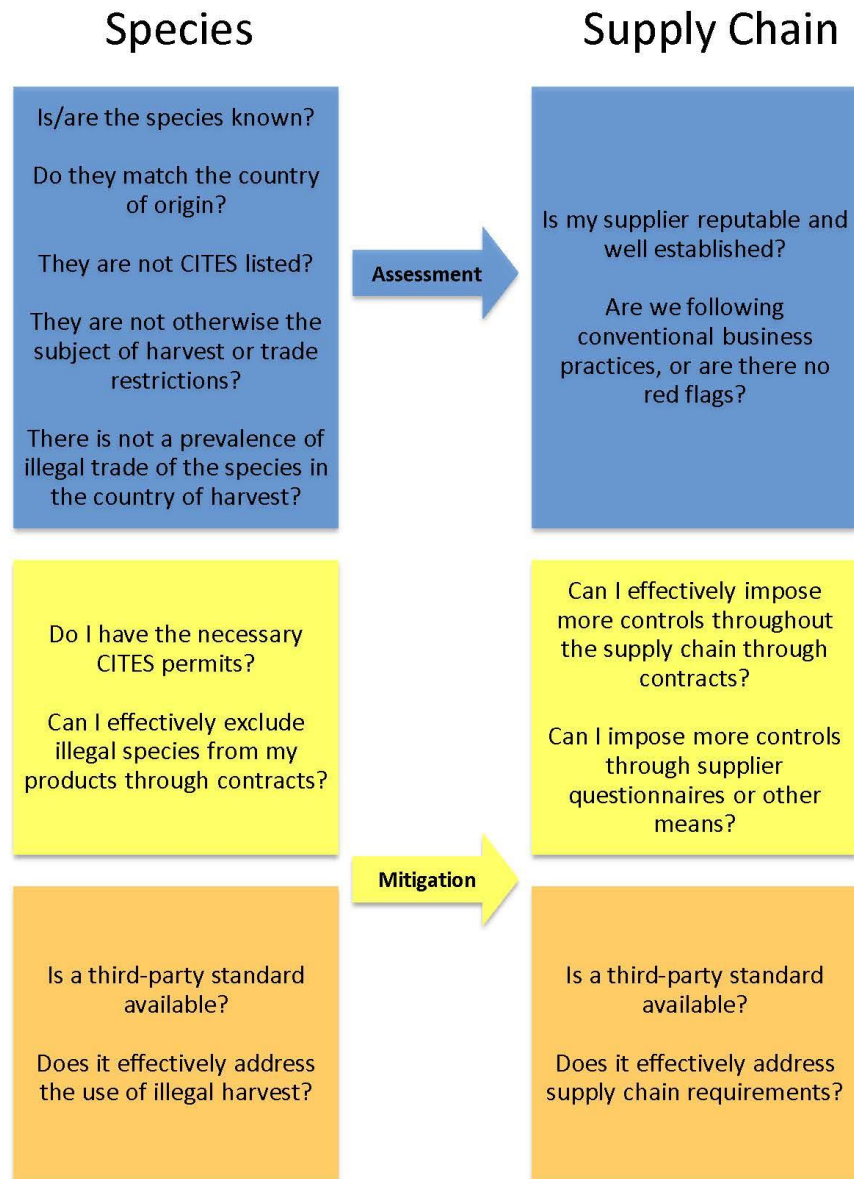 Species
Supply Chain
Is/are the species known?
Do they match the country
of origin?
They are not CITES listed?
They are not otherwise the
subject of harvest or trade
restrictions?
There is not a prevalence of
illegal trade of the species in
the country of harvest?
Assessment
Is my supplier reputable and
well established?
Are we following
conventional business
practices, or are there no
red flags?
Do I have the necessary
CITES permits?
Can I effectively exclude
illegal species from my
products through contracts?
Can I effectively impose
more controls throughout
the supply chain through
contracts?
Can I impose more controls
through supplier
questionnaires or other
means?
Mitigation
Is a third-party standard
available?
Does it effectively address
the use of illegal harvest?
Is a third-party standard
available?
Does it effectively address
supply chain requirements?